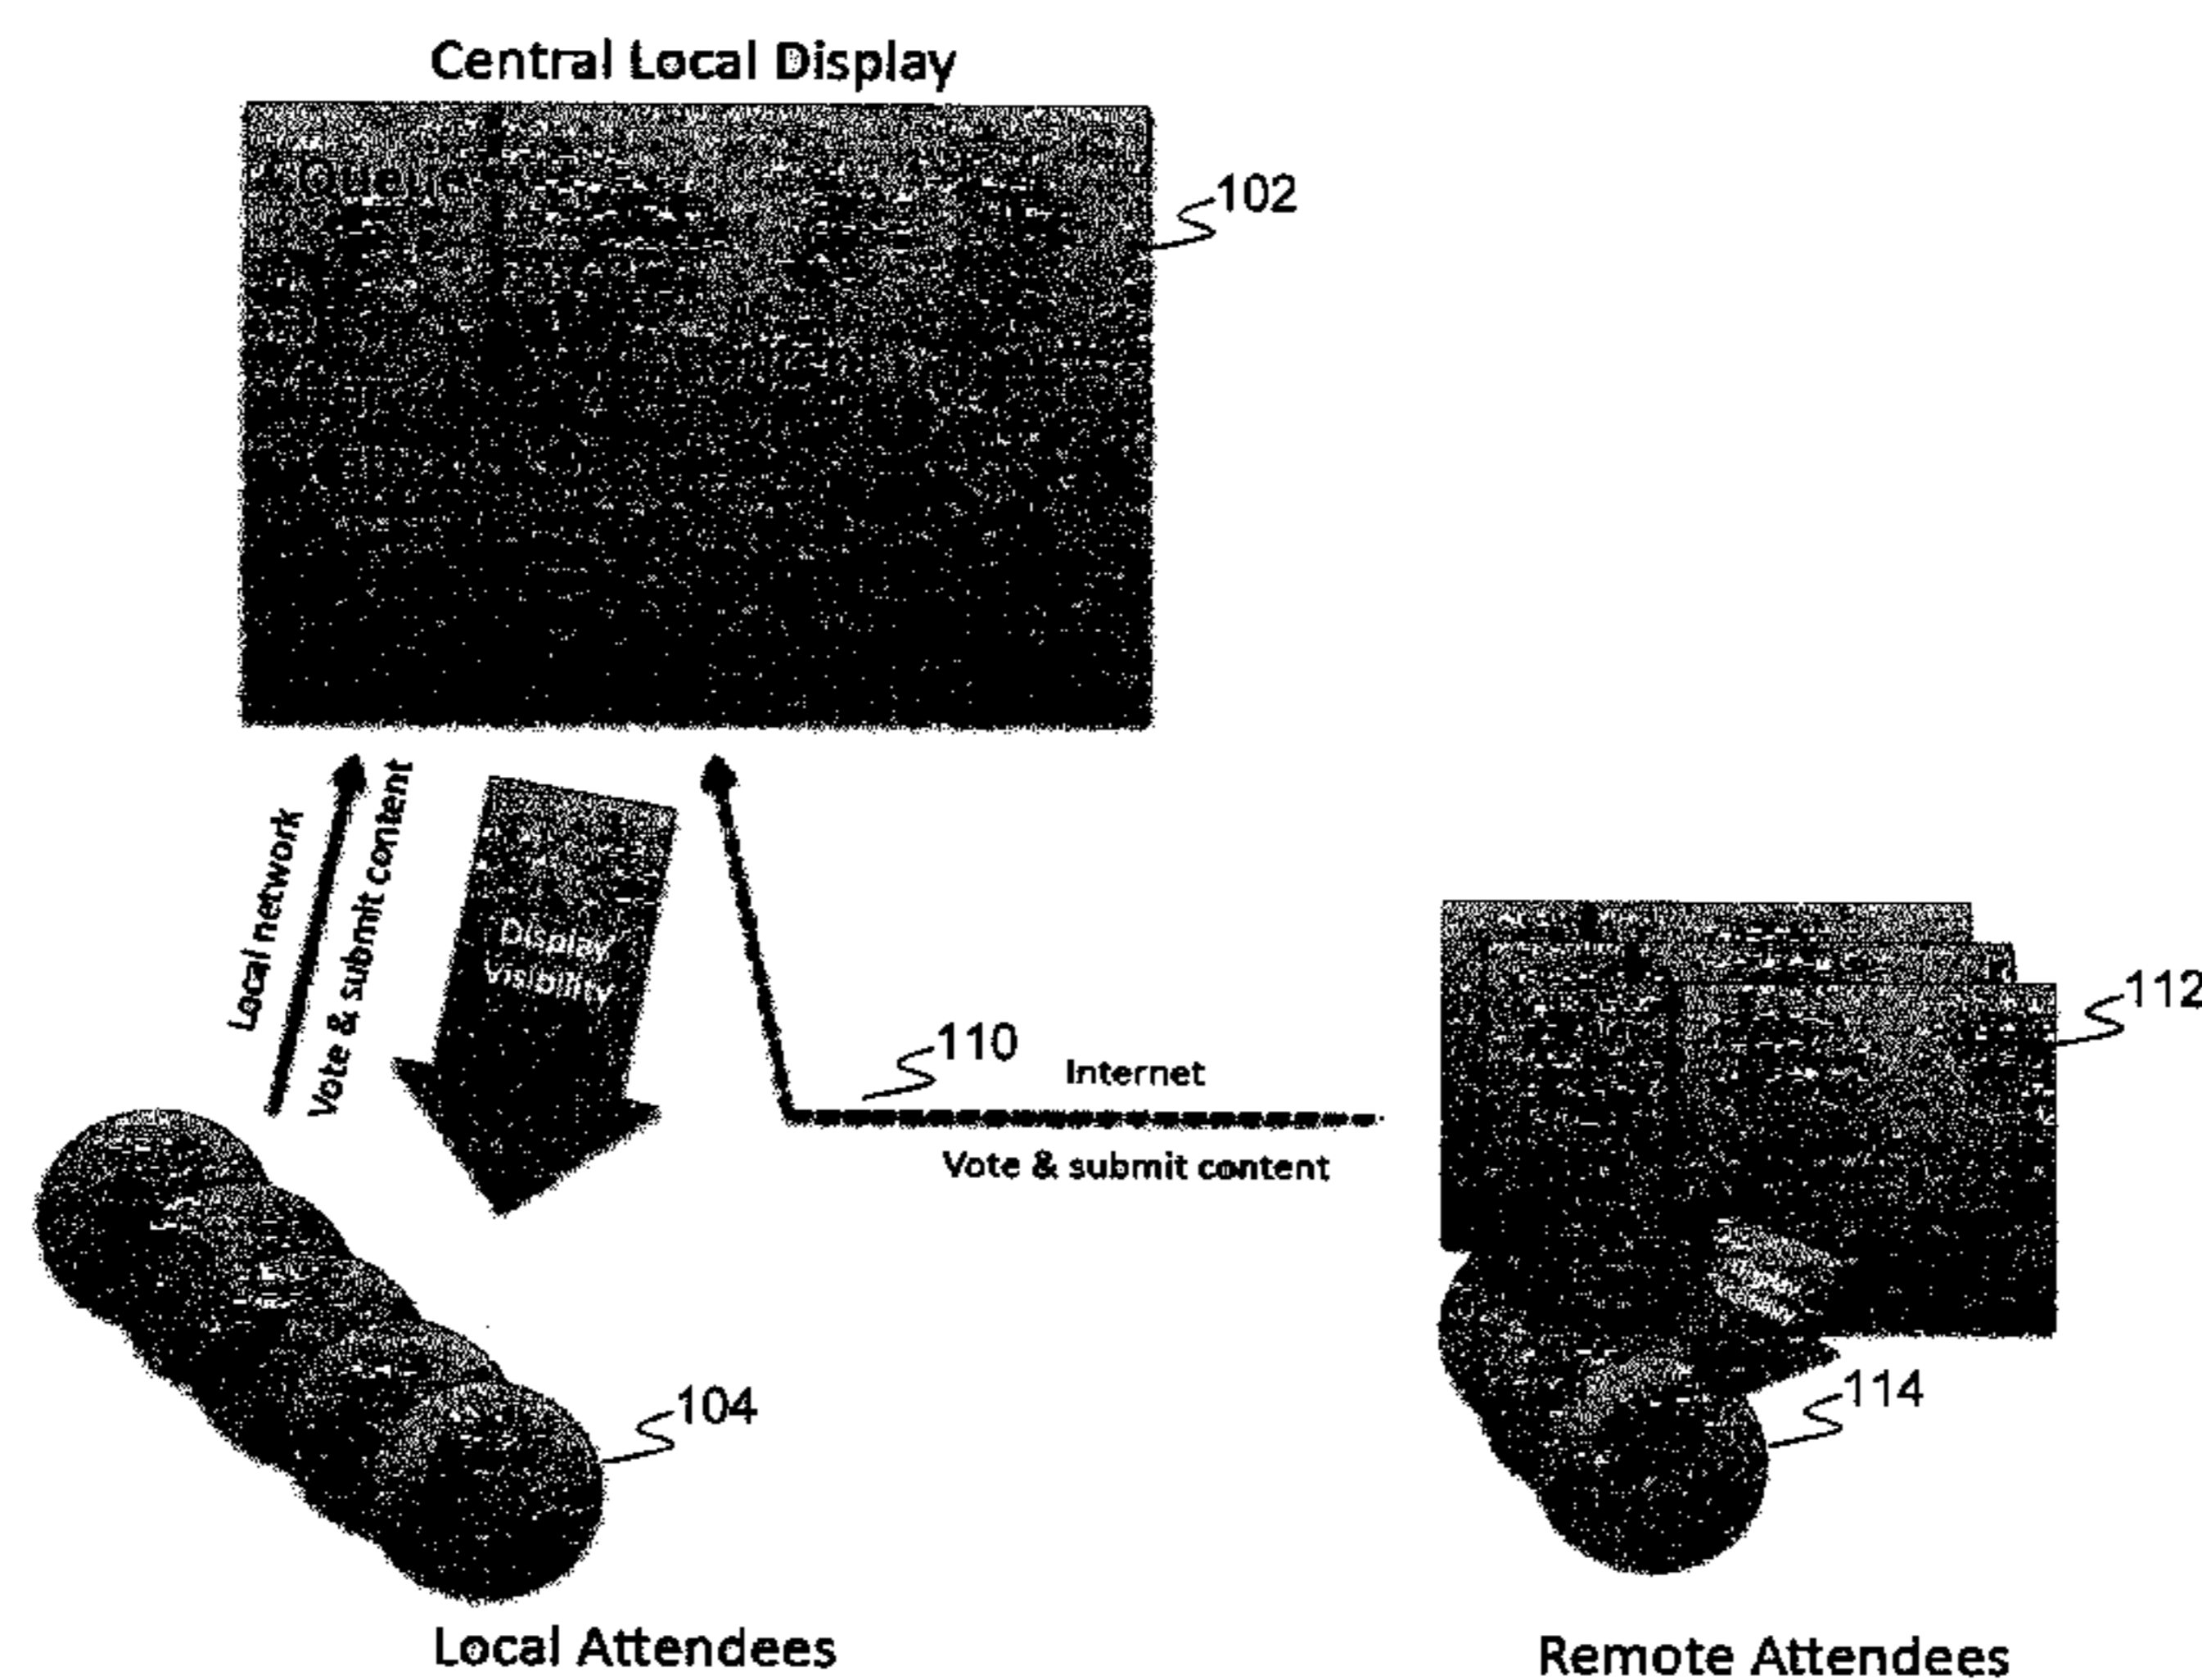 Central Local Display
Queue
102
Local network
Vote & submit content
Display
Visibility
110
Internet
Vote & submit content
112
104
114
Local Attendees
Remote Attendees